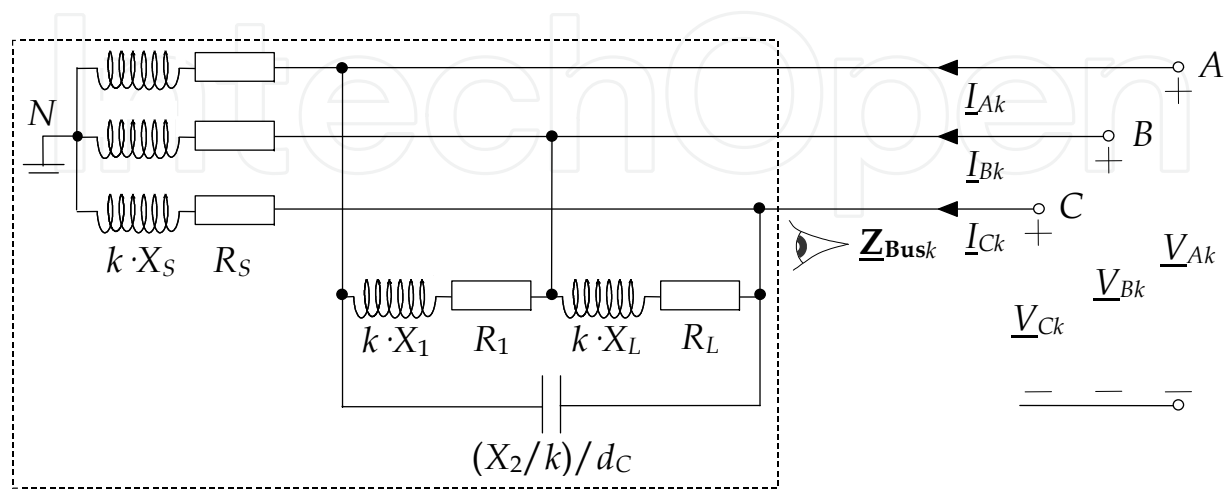 IntechOpen
A
N
I_Ak
B
I_Bk
C
k·X_S R_S
Z_Busk
I_Ck
V_Ak
V_Bk
V_Ck
k·X_1 R_1 k·X_L R_L
(X_2/k)/d_C